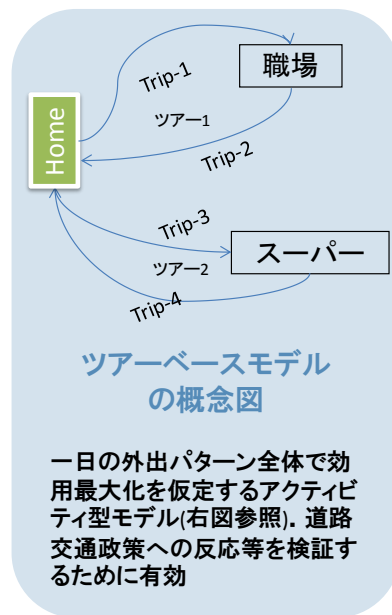 Trip-1
職場
Home
ツアー1
Trip-2
Trip-3
スーパー
ツアー2
Trip-4
ツアーベースモデル
の概念図
一日の外出パターン全体で効
用最大化を仮定するアクティビ
ティ型モデル(右図参照)．道路
交通政策への反応等を検証す
るために有効